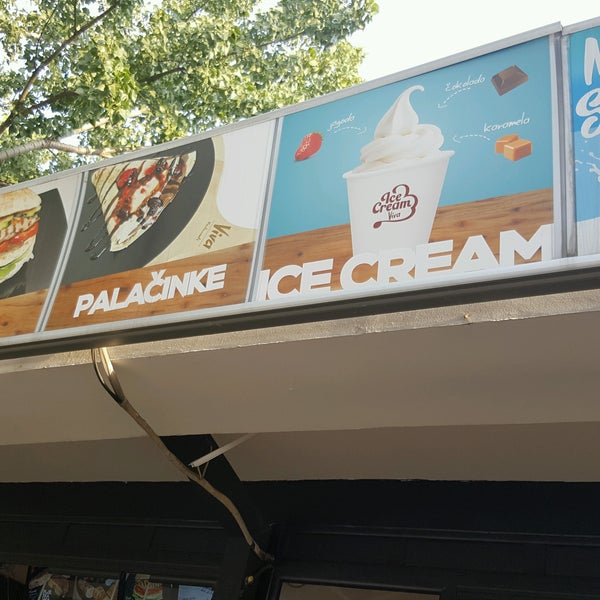 PALAČINKE
Viva
ICE CREAM
jagoda
čokolada
karamela
Ice
Cream
Viva